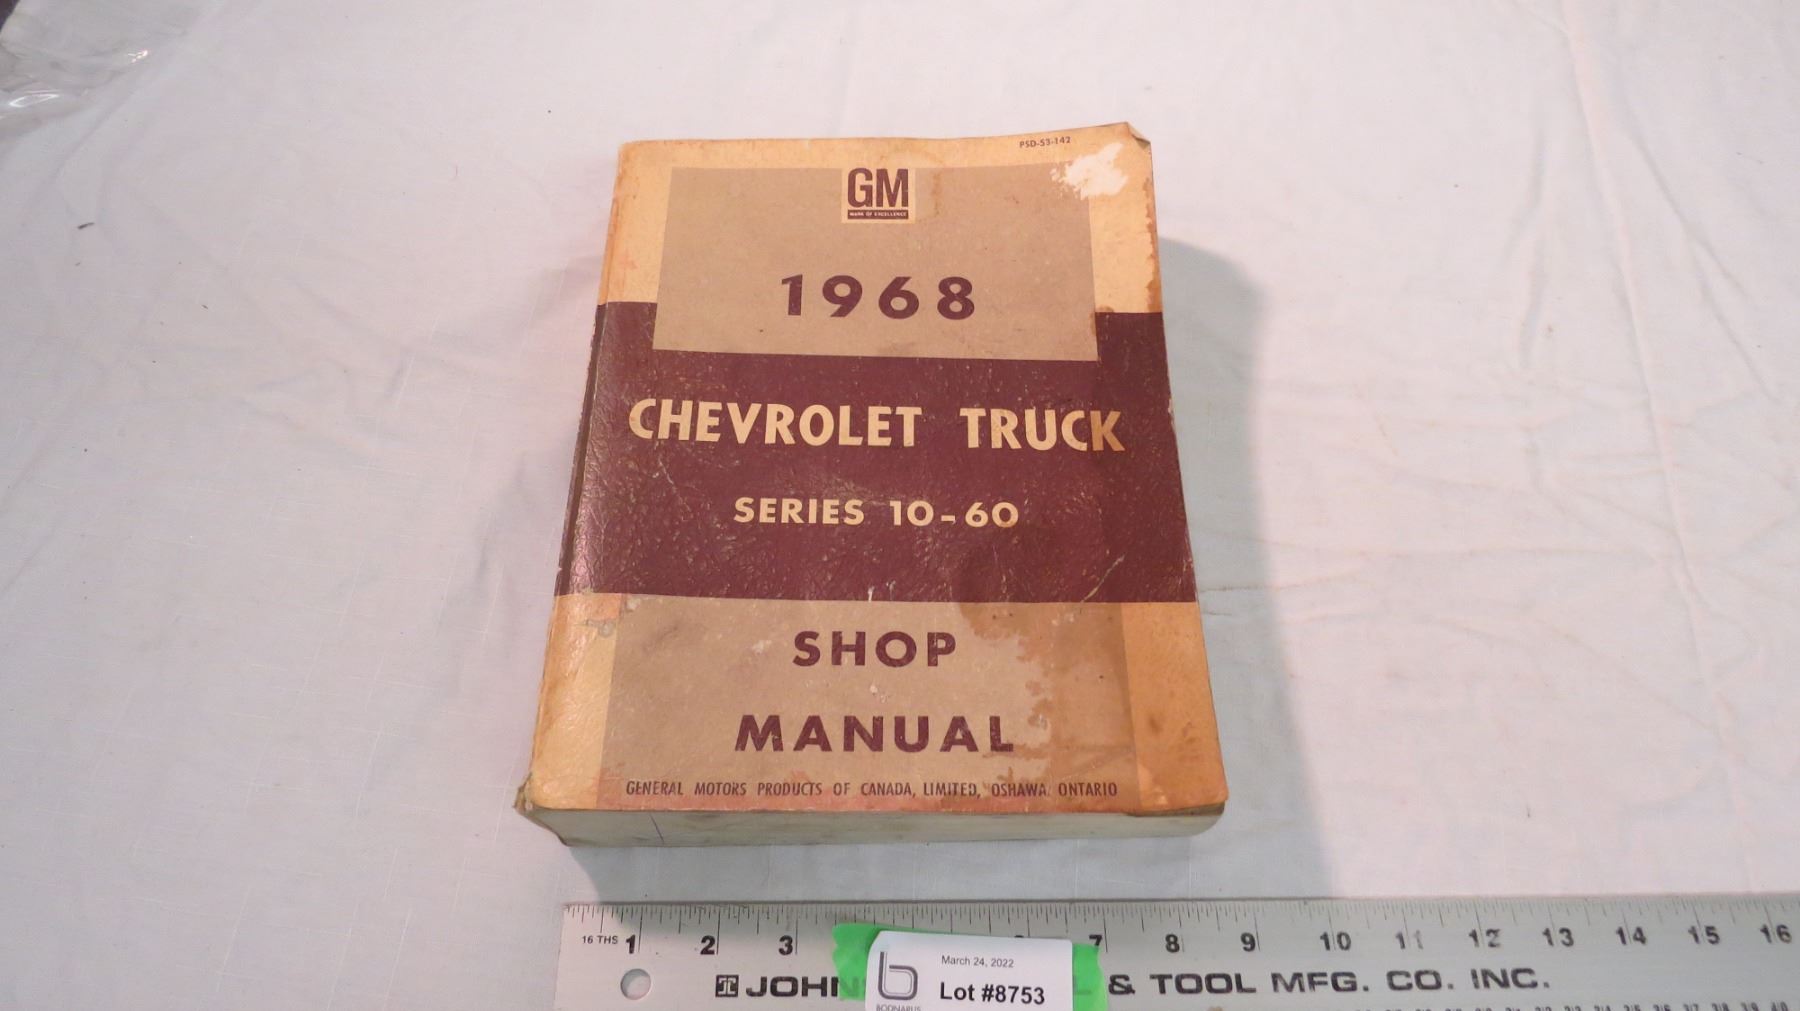 PSD-53-142
GM
MARK OF EXCELLENCE
1968
CHEVROLET TRUCK
SERIES 10-60
SHOP
MANUAL
GENERAL MOTORS PRODUCTS OF CANADA, LIMITED, OSHAWA, ONTARIO
16 THS 1 2 3 7 8 9 10 11 12 13 14 15 16
JOHN & TOOL MFG. CO. INC.
March 24, 2022
Lot #8753